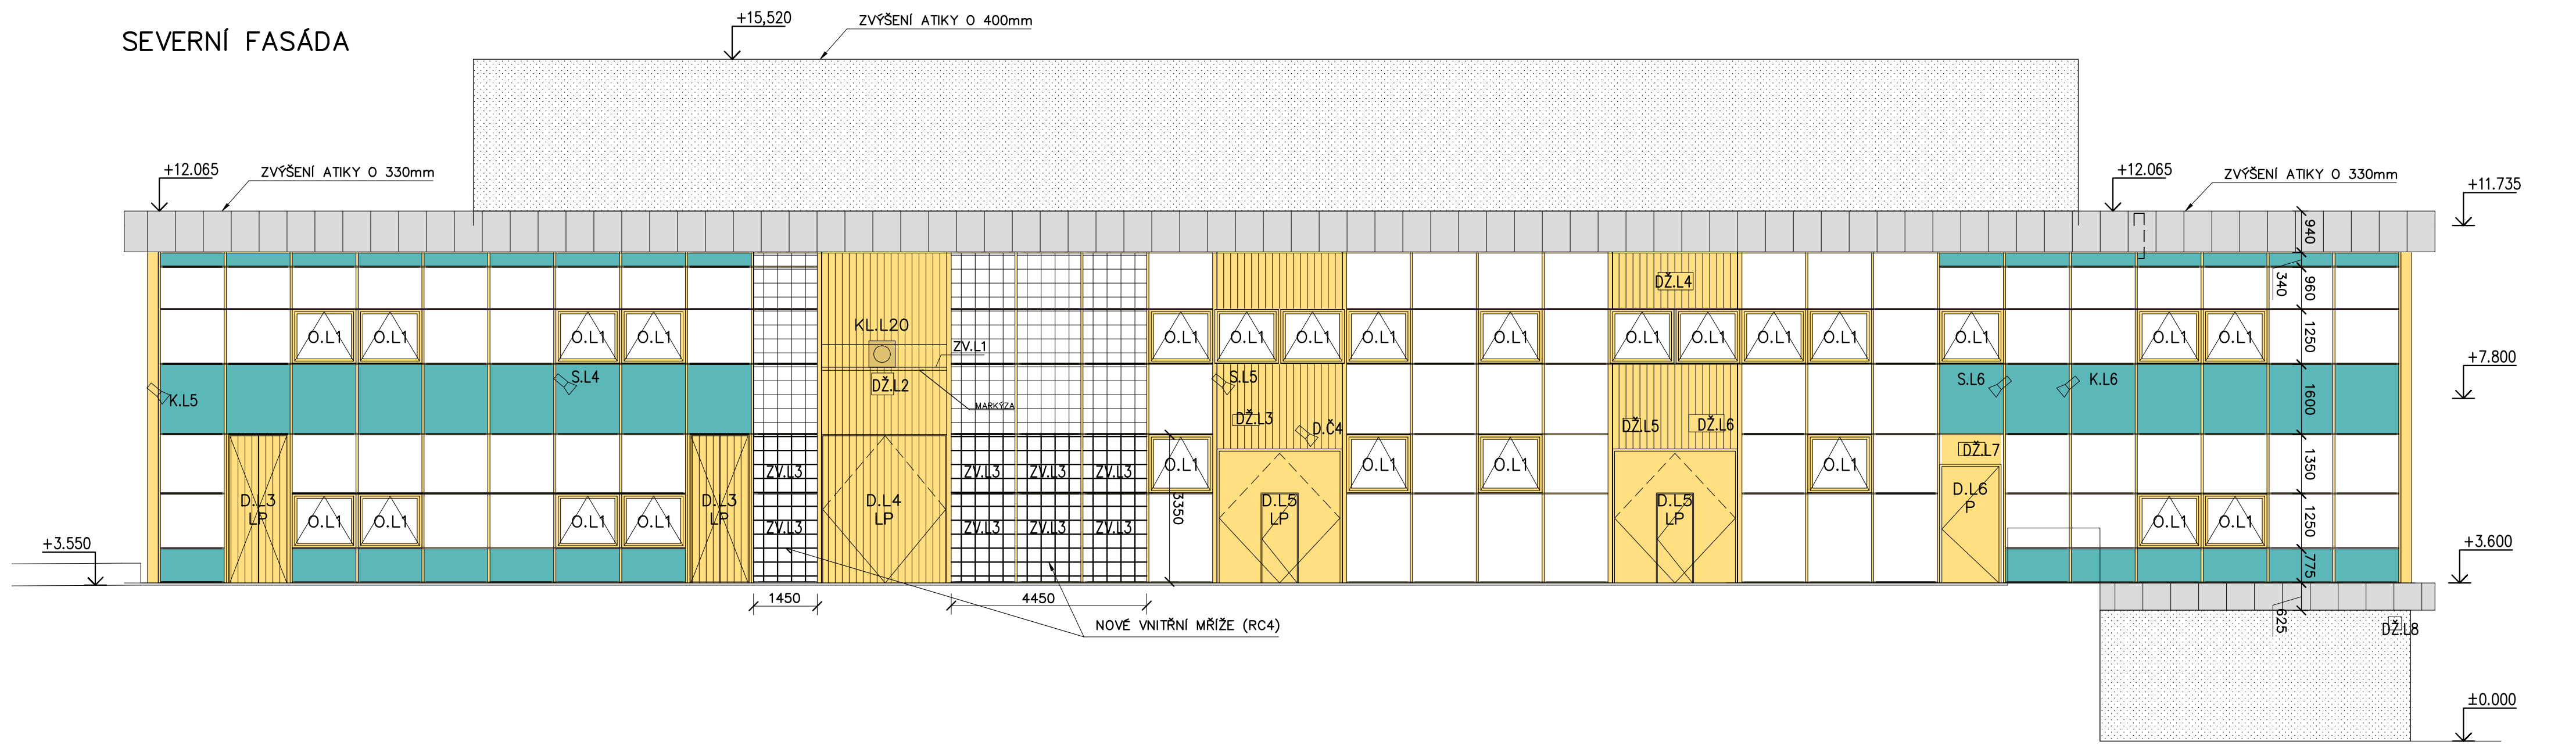 SEVERNÍ FASÁDA
+15,520
ZVÝŠENÍ ATIKY O 400mm
+12.065
ZVÝŠENÍ ATIKY O 330mm
+12.065
ZVÝŠENÍ ATIKY O 330mm
+11.735
940
340
960
DŽ.L4
O.L1 O.L1 O.L1 O.L1 KL.L20 O.L1 O.L1 O.L1 O.L1 O.L1 O.L1 O.L1 O.L1 O.L1 O.L1 O.L1 O.L1
1250
ZV.L1
+7.800
K.L5
S.L4
DŽ.L2
MARKÝZA
S.L5
S.L6
K.L6
1600
DŽ.L3
D.Č4
DŽ.L5
DŽ.L6
DŽ.L7
1350
O.L1 O.L1 O.L1 O.L1
ZV.L3 ZV.L3 ZV.L3 ZV.L3
D.L3
LP
D.L3
LP
D.L4
LP
D.L5
LP
D.L5
LP
D.L6
P
3350
O.L1 O.L1 O.L1 O.L1 O.L1 O.L1
ZV.L3 ZV.L3 ZV.L3 ZV.L3
1250
+3.550
+3.600
775
1450
4450
625
NOVÉ VNITŘNÍ MŘÍŽE (RC4)
DŽ.L8
±0.000